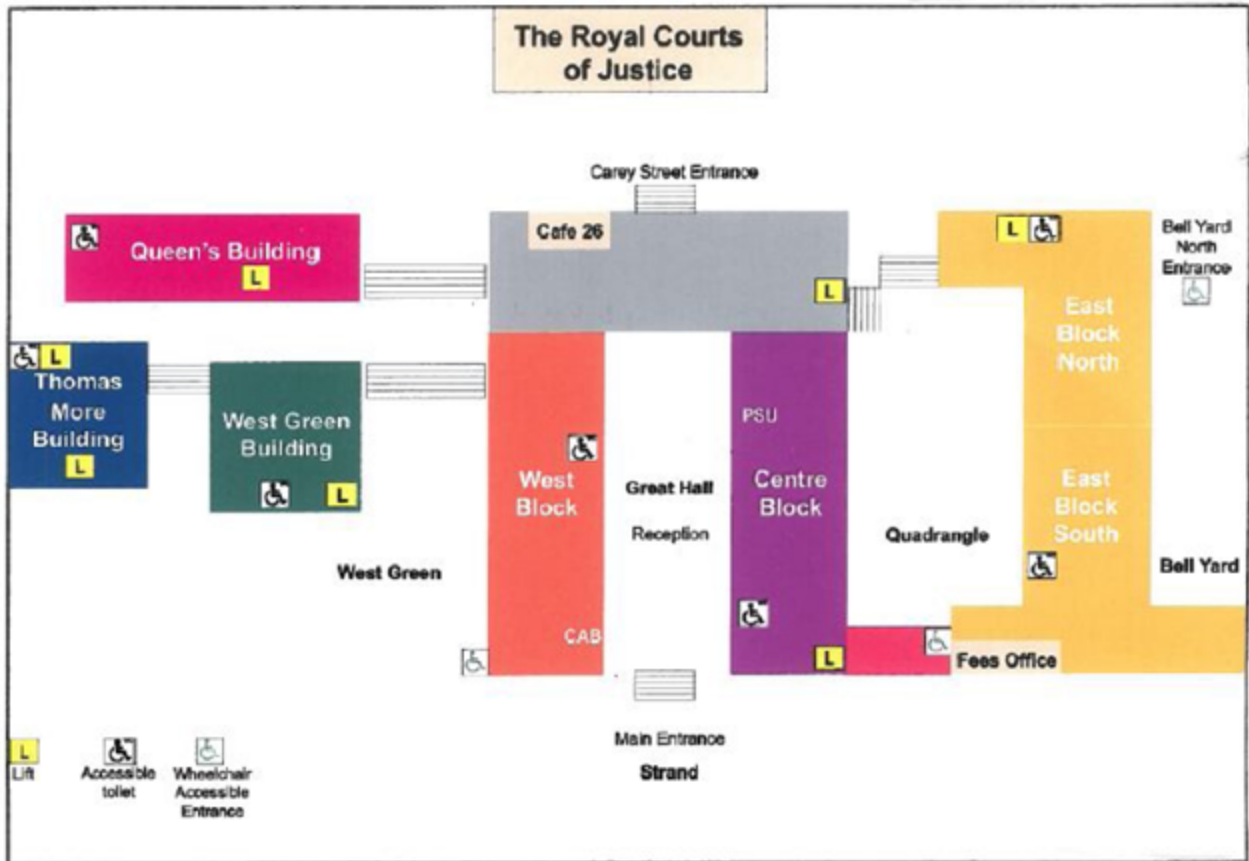 The Royal Courts
of Justice
Carey Street Entrance
Cafe 26
Queen's Building
L
L
L
Bell Yard
North
Entrance
East
Block
North
L
Thomas
More
Building
L
West Green
Building
L
PSU
West
Block
Great Hall
Reception
Centre
Block
Quadrangle
East
Block
South
Bell Yard
West Green
CAB
L
Fees Office
Main Entrance
Strand
L
Lift
Accessible
toilet
Wheelchair
Accessible
Entrance